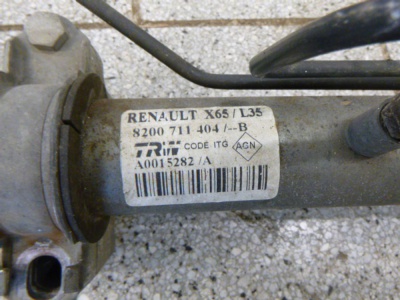 RENAULT X65/L35
8200 711 404/--B
TRW CODE ITG AGN
A0015282/A